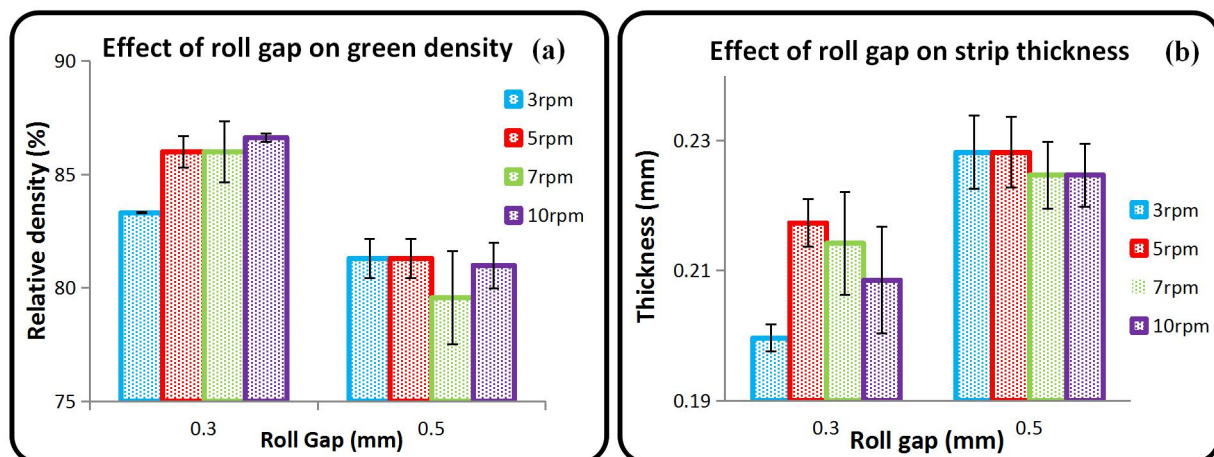 Effect of roll gap on green density (a)
90
85
80
75
Relative density (%)
3rpm
5rpm
7rpm
10rpm
0.3 0.5
Roll Gap (mm)
Effect of roll gap on strip thickness (b)
0.23
0.21
0.19
Thickness (mm)
3rpm
5rpm
7rpm
10rpm
0.3 0.5
Roll gap (mm)